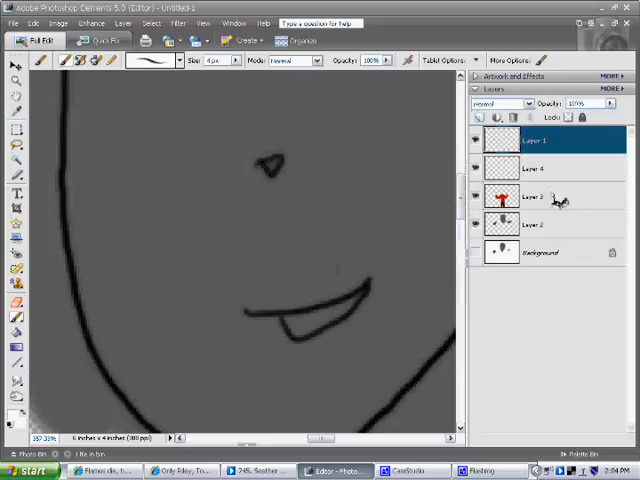 Adobe Photoshop Elements 5.0 (Editor) - Untitled-1
File Edit Image Enhance Layer Select Filter View Window Help Type a question for help
Full Edit Quick Fix Create Organize
Size: 4 px Mode: Normal Opacity: 100% Tablet Options: More Options:
Artwork and Effects MORE
Layers MORE
Normal Opacity: 100%
Lock:
Layer 1
Layer 4
Layer 3
Layer 2
Background
357.33% 6 inches x 4 inches (300 ppi)
Photo Bin 1 file in bin Palette Bin
start Flames die, t... Only Riley, To... 745. Seether ... Editor - Photo... CamStudio Flashing 2:04 PM